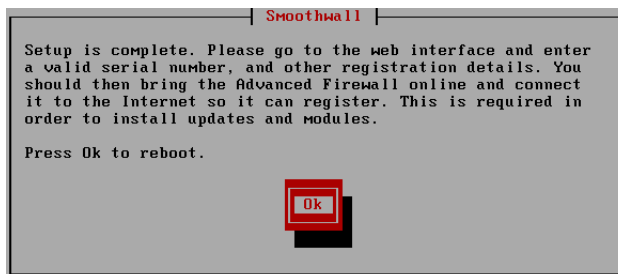 Smoothwall
Setup is complete. Please go to the web interface and enter
a valid serial number, and other registration details. You
should then bring the Advanced Firewall online and connect
it to the Internet so it can register. This is required in
order to install updates and modules.
Press Ok to reboot.
Ok